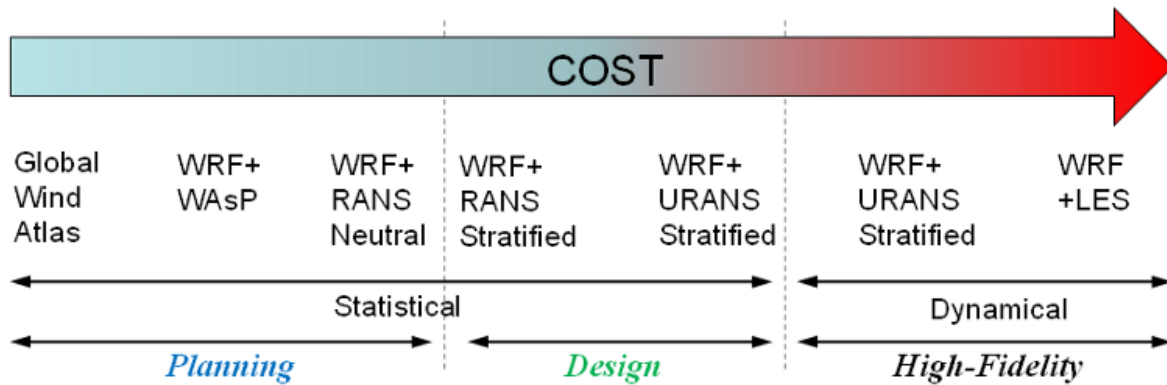 COST
Global
Wind
Atlas
WRF+
WAsP
WRF+
RANS
Neutral
WRF+
RANS
Stratified
WRF+
URANS
Stratified
WRF+
URANS
Stratified
WRF
+LES
Statistical
Dynamical
Planning
Design
High-Fidelity